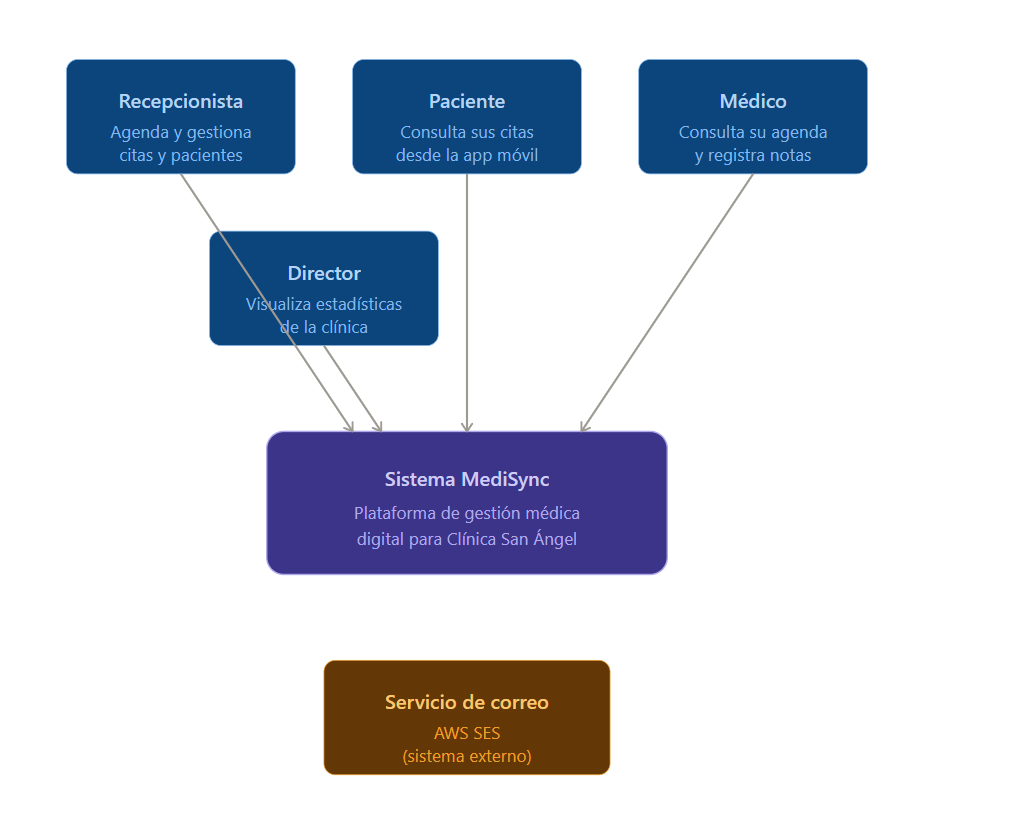 Recepcionista
Agenda y gestiona
citas y pacientes
Paciente
Consulta sus citas
desde la app móvil
Médico
Consulta su agenda
y registra notas
Director
Visualiza estadísticas
de la clínica
Sistema MediSync
Plataforma de gestión médica
digital para Clínica San Ángel
Servicio de correo
AWS SES
(sistema externo)